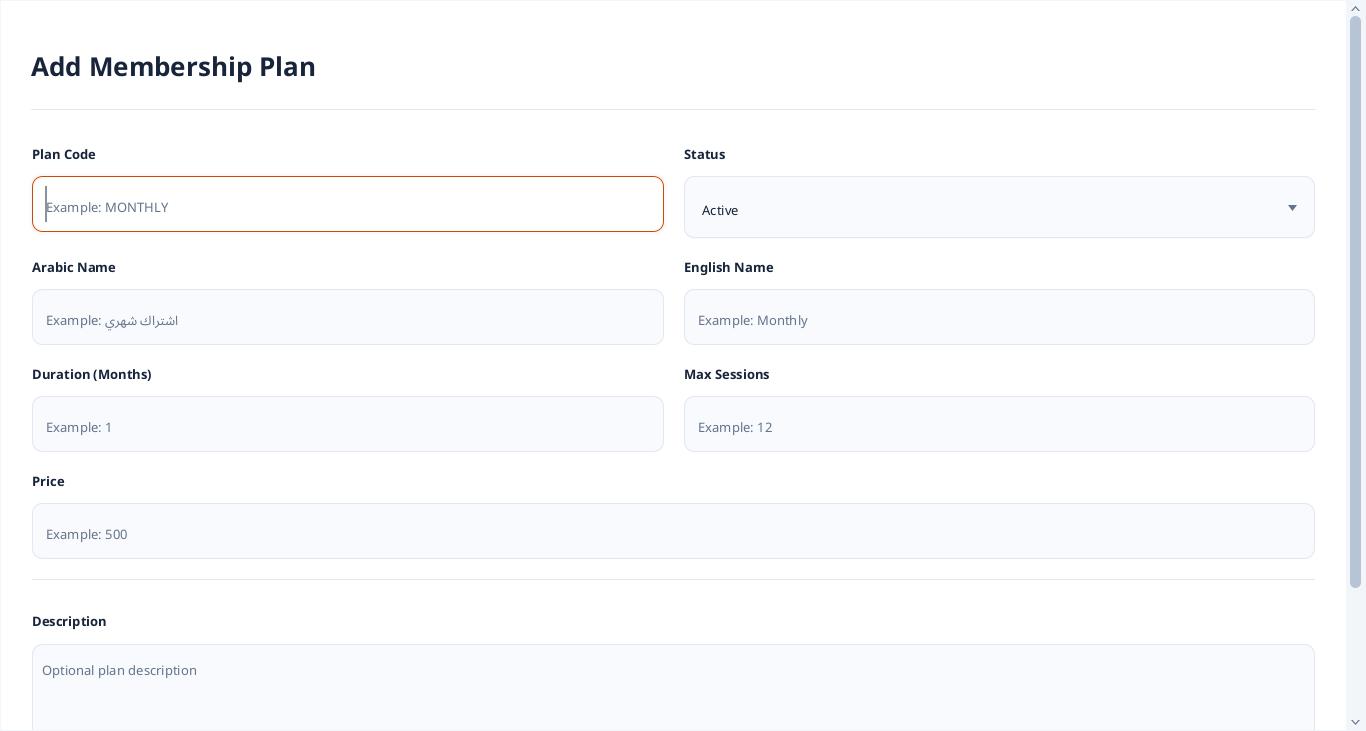 Add Membership Plan
Plan Code
Status
Example: MONTHLY
Active
Arabic Name
English Name
Example: اشتراك شهري
Example: Monthly
Duration (Months)
Max Sessions
Example: 1
Example: 12
Price
Example: 500
Description
Optional plan description